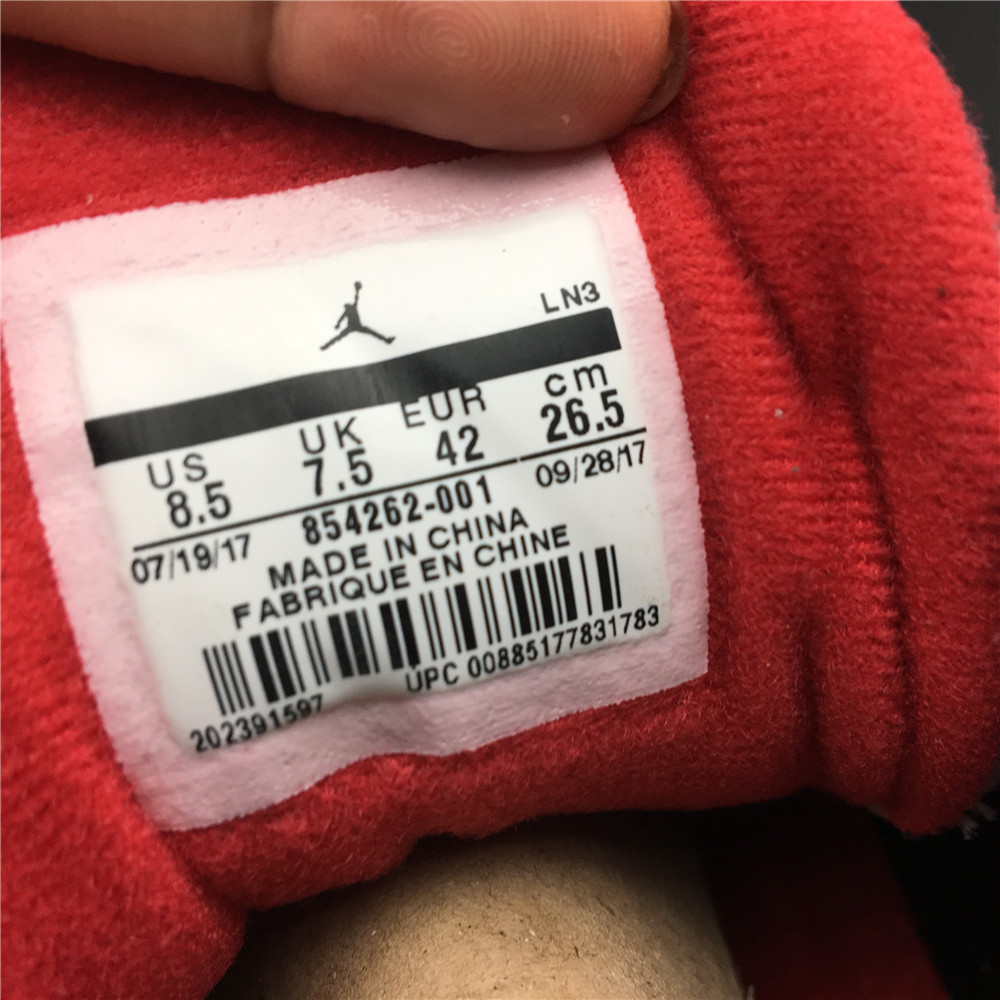 LN3
US UK EUR cm
8.5 7.5 42 26.5
07/19/17 854262-001 09/28/17
MADE IN CHINA
FABRIQUE EN CHINE
202391597 UPC 00885177831783